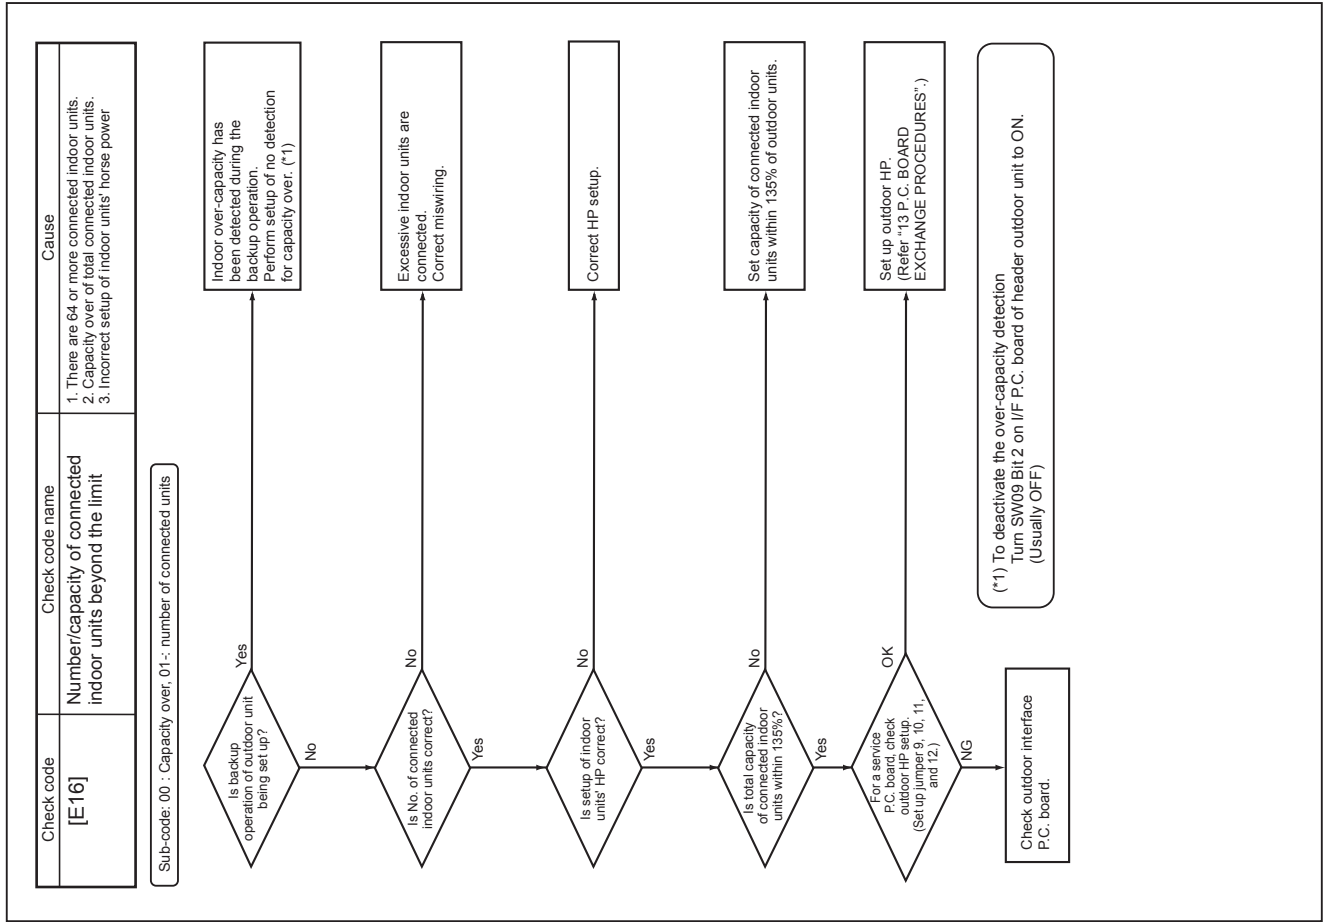 Check code
Check code name
Cause
[E16]
Number/capacity of connected
indoor units beyond the limit
1. There are 64 or more connected indoor units.
2. Capacity over of total connected indoor units.
3. Incorrect setup of indoor units' horse power
Sub-code: 00 : Capacity over, 01-: number of connected units
Is backup
operation of outdoor unit
being set up?
Yes
Indoor over-capacity has
been detected during the
backup operation.
Perform setup of no detection
for capacity over. (*1)
No
Is No. of connected
indoor units correct?
No
Excessive indoor units are
connected.
Correct miswiring.
Yes
Is setup of indoor
units' HP correct?
No
Correct HP setup.
Yes
Is total capacity
of connected indoor
units within 135%?
No
Set capacity of connected indoor
units within 135% of outdoor units.
Yes
For a service
P.C. board, check
outdoor HP setup.
(Set up jumper 9, 10, 11,
and 12.)
OK
Set up outdoor HP.
(Refer “13 P.C. BOARD
EXCHANGE PROCEDURES”.)
NG
Check outdoor interface
P.C. board.
(*1) To deactivate the over-capacity detection
Turn SW09 Bit 2 on I/F P.C. board of header outdoor unit to ON.
(Usually OFF)